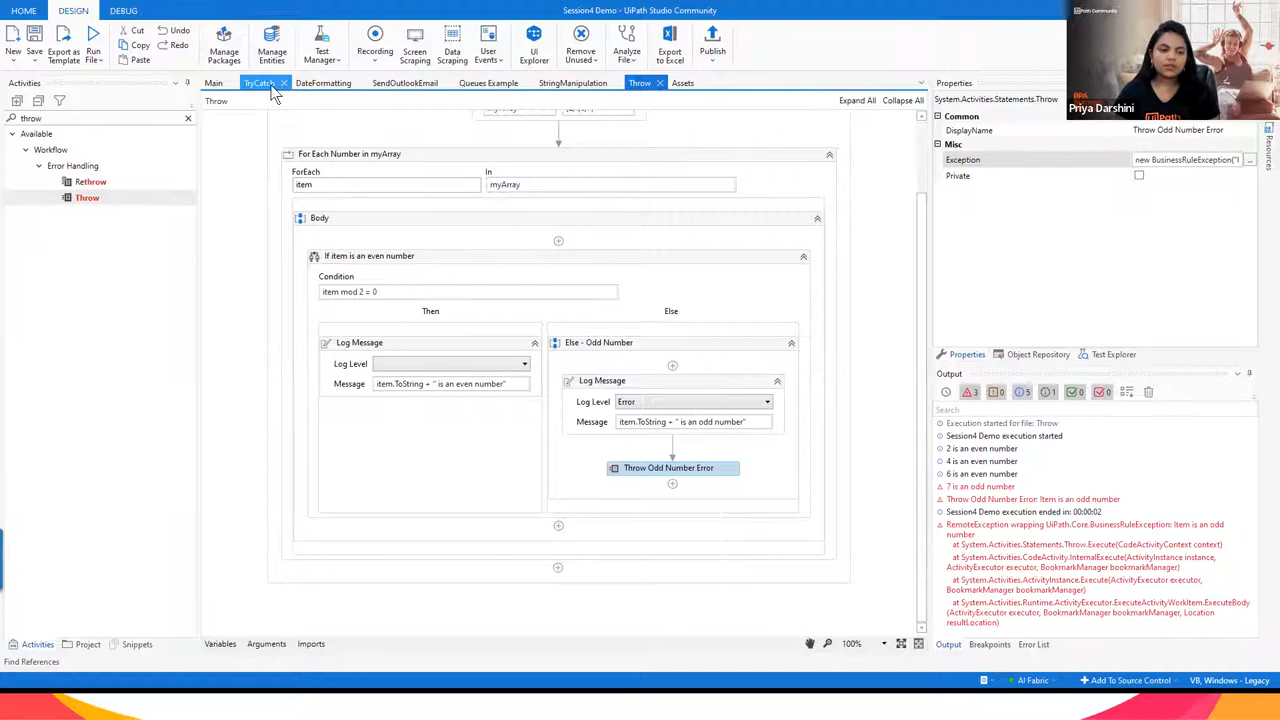 HOME DESIGN DEBUG Session4 Demo - UiPath Studio Community
New Save Export as Template Run File
Cut Copy Paste Undo Redo
Manage Packages Manage Entities Test Manager Recording Screen Scraping Data Scraping User Events UI Explorer Remove Unused Analyze File Export to Excel Publish
UiPath Community
RPA
UiPath
Priya Darshini
Activities
Main TryCatch DateFormatting SendOutlookEmail Queues Example StringManipulation Throw Assets
Throw
Expand All Collapse All
throw
Available
Workflow
Error Handling
Rethrow
Throw
For Each Number in myArray
ForEach In
item myArray
Body
If item is an even number
Condition
item mod 2 = 0
Then Else
Log Message
Log Level
Message item.ToString + " is an even number"
Else - Odd Number
Log Message
Log Level Error
Message item.ToString + " is an odd number"
Throw Odd Number Error
Properties
System.Activities.Statements.Throw
Common
DisplayName Throw Odd Number Error
Misc
Exception new BusinessRuleException("I ...
Private
Resources
Properties Object Repository Test Explorer
Output
3 0 5 1 0 0
Search
Execution started for file: Throw
Session4 Demo execution started
2 is an even number
4 is an even number
6 is an even number
7 is an odd number
Throw Odd Number Error: Item is an odd number
Session4 Demo execution ended in: 00:00:02
RemoteException wrapping UiPath.Core.BusinessRuleException: Item is an odd
number
at System.Activities.Statements.Throw.Execute(CodeActivityContext context)
at System.Activities.CodeActivity.InternalExecute(ActivityInstance instance,
ActivityExecutor executor, BookmarkManager bookmarkManager)
at System.Activities.ActivityInstance.Execute(ActivityExecutor executor,
BookmarkManager bookmarkManager)
at System.Activities.Runtime.ActivityExecutor.ExecuteActivityWorkItem.ExecuteBody
(ActivityExecutor executor, BookmarkManager bookmarkManager, Location
resultLocation)
Activities Project Snippets
Variables Arguments Imports
100%
Output Breakpoints Error List
Find References
AI Fabric Add To Source Control VB, Windows - Legacy